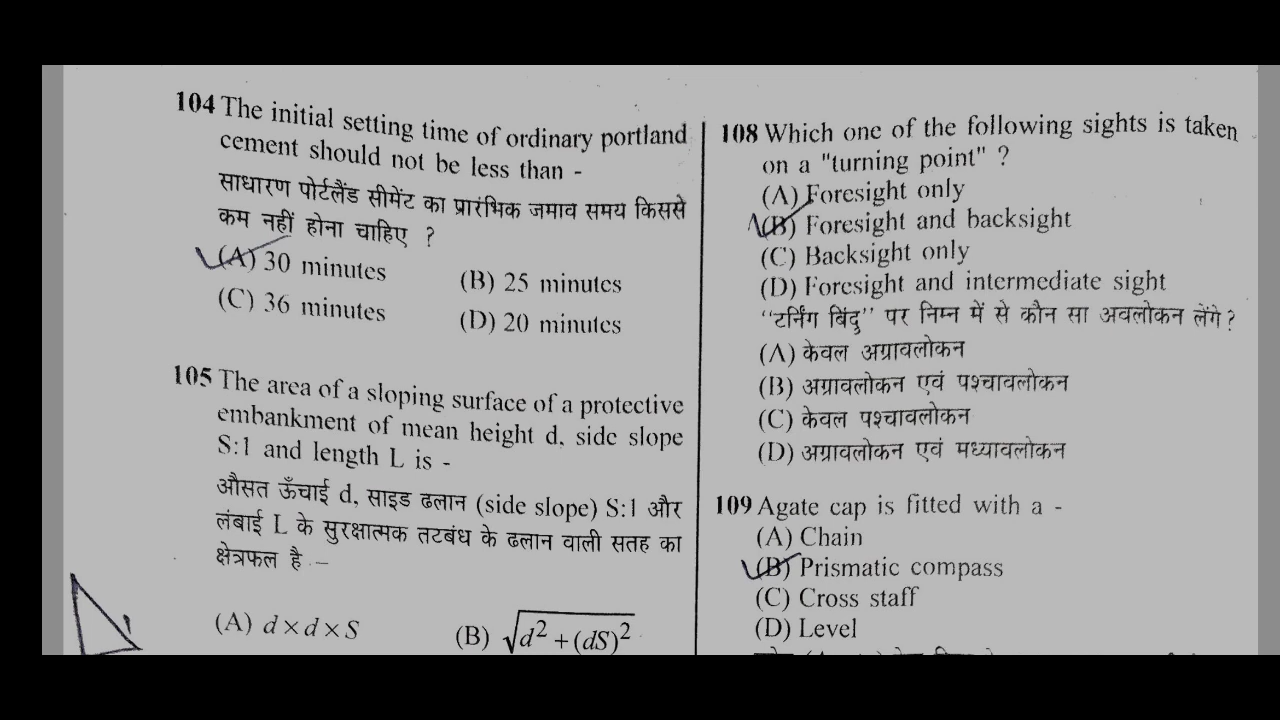 104 The initial setting time of ordinary portland
cement should not be less than -
साधारण पोर्टलैंड सीमेंट का प्रारंभिक जमाव समय किससे
कम नहीं होना चाहिए ?
(A) 30 minutes (B) 25 minutes
(C) 36 minutes (D) 20 minutes
105 The area of a sloping surface of a protective
embankment of mean height d, side slope
S:1 and length L is -
औसत ऊँचाई d, साइड ढलान (side slope) S:1 और
लंबाई L के सुरक्षात्मक तटबंध के ढलान वाली सतह का
क्षेत्रफल है –
(A) d×d×S (B) √d²+(dS)²
108 Which one of the following sights is taken
on a "turning point" ?
(A) Foresight only
(B) Foresight and backsight
(C) Backsight only
(D) Foresight and intermediate sight
“टर्निंग बिंदु” पर निम्न में से कौन सा अवलोकन लेंगे ?
(A) केवल अग्रावलोकन
(B) अग्रावलोकन एवं पश्चावलोकन
(C) केवल पश्चावलोकन
(D) अग्रावलोकन एवं मध्यावलोकन
109 Agate cap is fitted with a -
(A) Chain
(B) Prismatic compass
(C) Cross staff
(D) Level